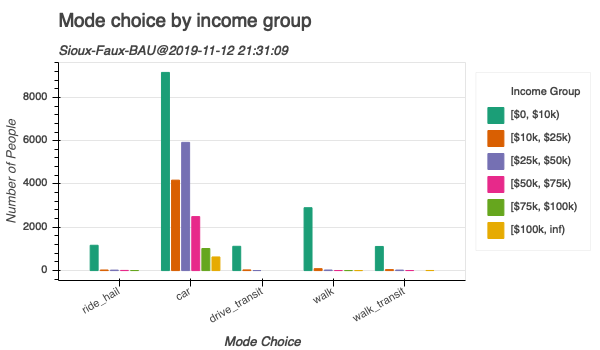 Mode choice by income group
Sioux-Faux-BAU@2019-11-12 21:31:09
Number of People
8000
6000
4000
2000
0
ride_hail
car
drive_transit
walk
walk_transit
Mode Choice
Income Group
[$0, $10k)
[$10k, $25k)
[$25k, $50k)
[$50k, $75k)
[$75k, $100k)
[$100k, inf)